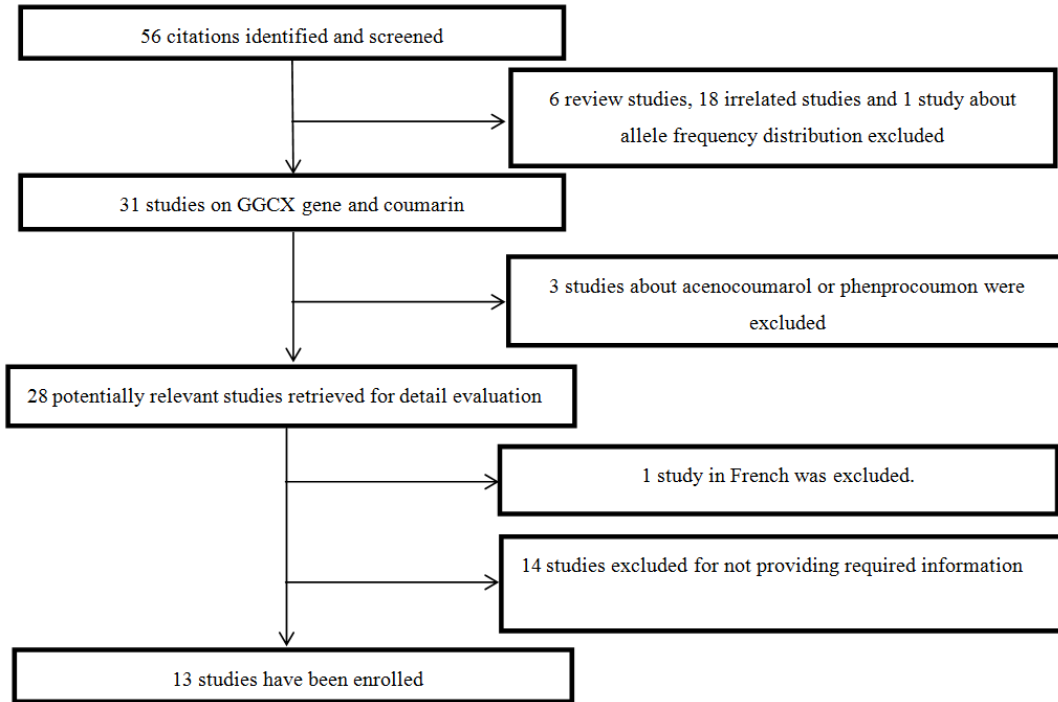 56 citations identified and screened
6 review studies, 18 irrelated studies and 1 study about
allele frequency distribution excluded
31 studies on GGCX gene and coumarin
3 studies about acenocoumarol or phenprocoumon were
excluded
28 potentially relevant studies retrieved for detail evaluation
1 study in French was excluded.
14 studies excluded for not providing required information
13 studies have been enrolled